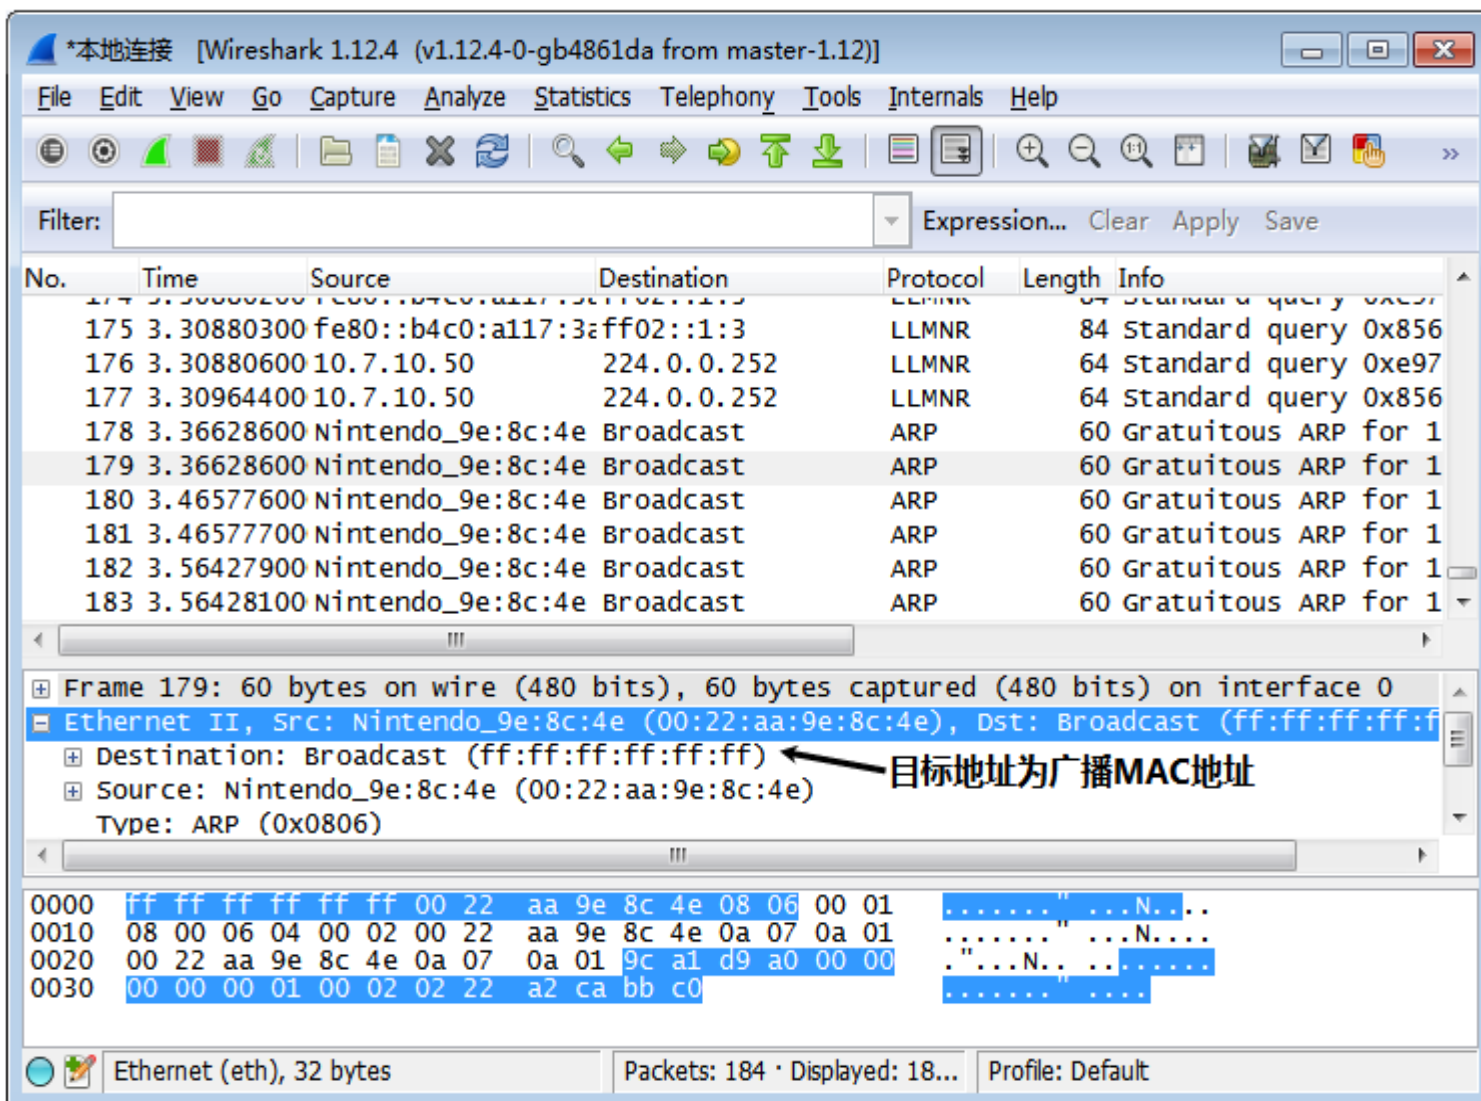 *本地连接 [Wireshark 1.12.4 (v1.12.4-0-gb4861da from master-1.12)]
File Edit View Go Capture Analyze Statistics Telephony Tools Internals Help
Filter: Expression... Clear Apply Save
No. Time Source Destination Protocol Length Info
175 3.30880300 fe80::b4c0:a117:3a ff02::1:3 LLMNR 84 Standard query 0x856
176 3.30880600 10.7.10.50 224.0.0.252 LLMNR 64 Standard query 0xe97
177 3.30964400 10.7.10.50 224.0.0.252 LLMNR 64 Standard query 0x856
178 3.36628600 Nintendo_9e:8c:4e Broadcast ARP 60 Gratuitous ARP for 1
179 3.36628600 Nintendo_9e:8c:4e Broadcast ARP 60 Gratuitous ARP for 1
180 3.46577600 Nintendo_9e:8c:4e Broadcast ARP 60 Gratuitous ARP for 1
181 3.46577700 Nintendo_9e:8c:4e Broadcast ARP 60 Gratuitous ARP for 1
182 3.56427900 Nintendo_9e:8c:4e Broadcast ARP 60 Gratuitous ARP for 1
183 3.56428100 Nintendo_9e:8c:4e Broadcast ARP 60 Gratuitous ARP for 1
Frame 179: 60 bytes on wire (480 bits), 60 bytes captured (480 bits) on interface 0
Ethernet II, Src: Nintendo_9e:8c:4e (00:22:aa:9e:8c:4e), Dst: Broadcast (ff:ff:ff:ff:f
Destination: Broadcast (ff:ff:ff:ff:ff:ff)
目标地址为广播MAC地址
Source: Nintendo_9e:8c:4e (00:22:aa:9e:8c:4e)
Type: ARP (0x0806)
0000 ff ff ff ff ff ff 00 22 aa 9e 8c 4e 08 06 00 01 ......." ...N....
0010 08 00 06 04 00 02 00 22 aa 9e 8c 4e 0a 07 0a 01 ......." ...N....
0020 00 22 aa 9e 8c 4e 0a 07 0a 01 9c a1 d9 a0 00 00 ."...N.. ........
0030 00 00 00 01 00 02 02 22 a2 ca bb c0 ......." ....
Ethernet (eth), 32 bytes Packets: 184 · Displayed: 18... Profile: Default